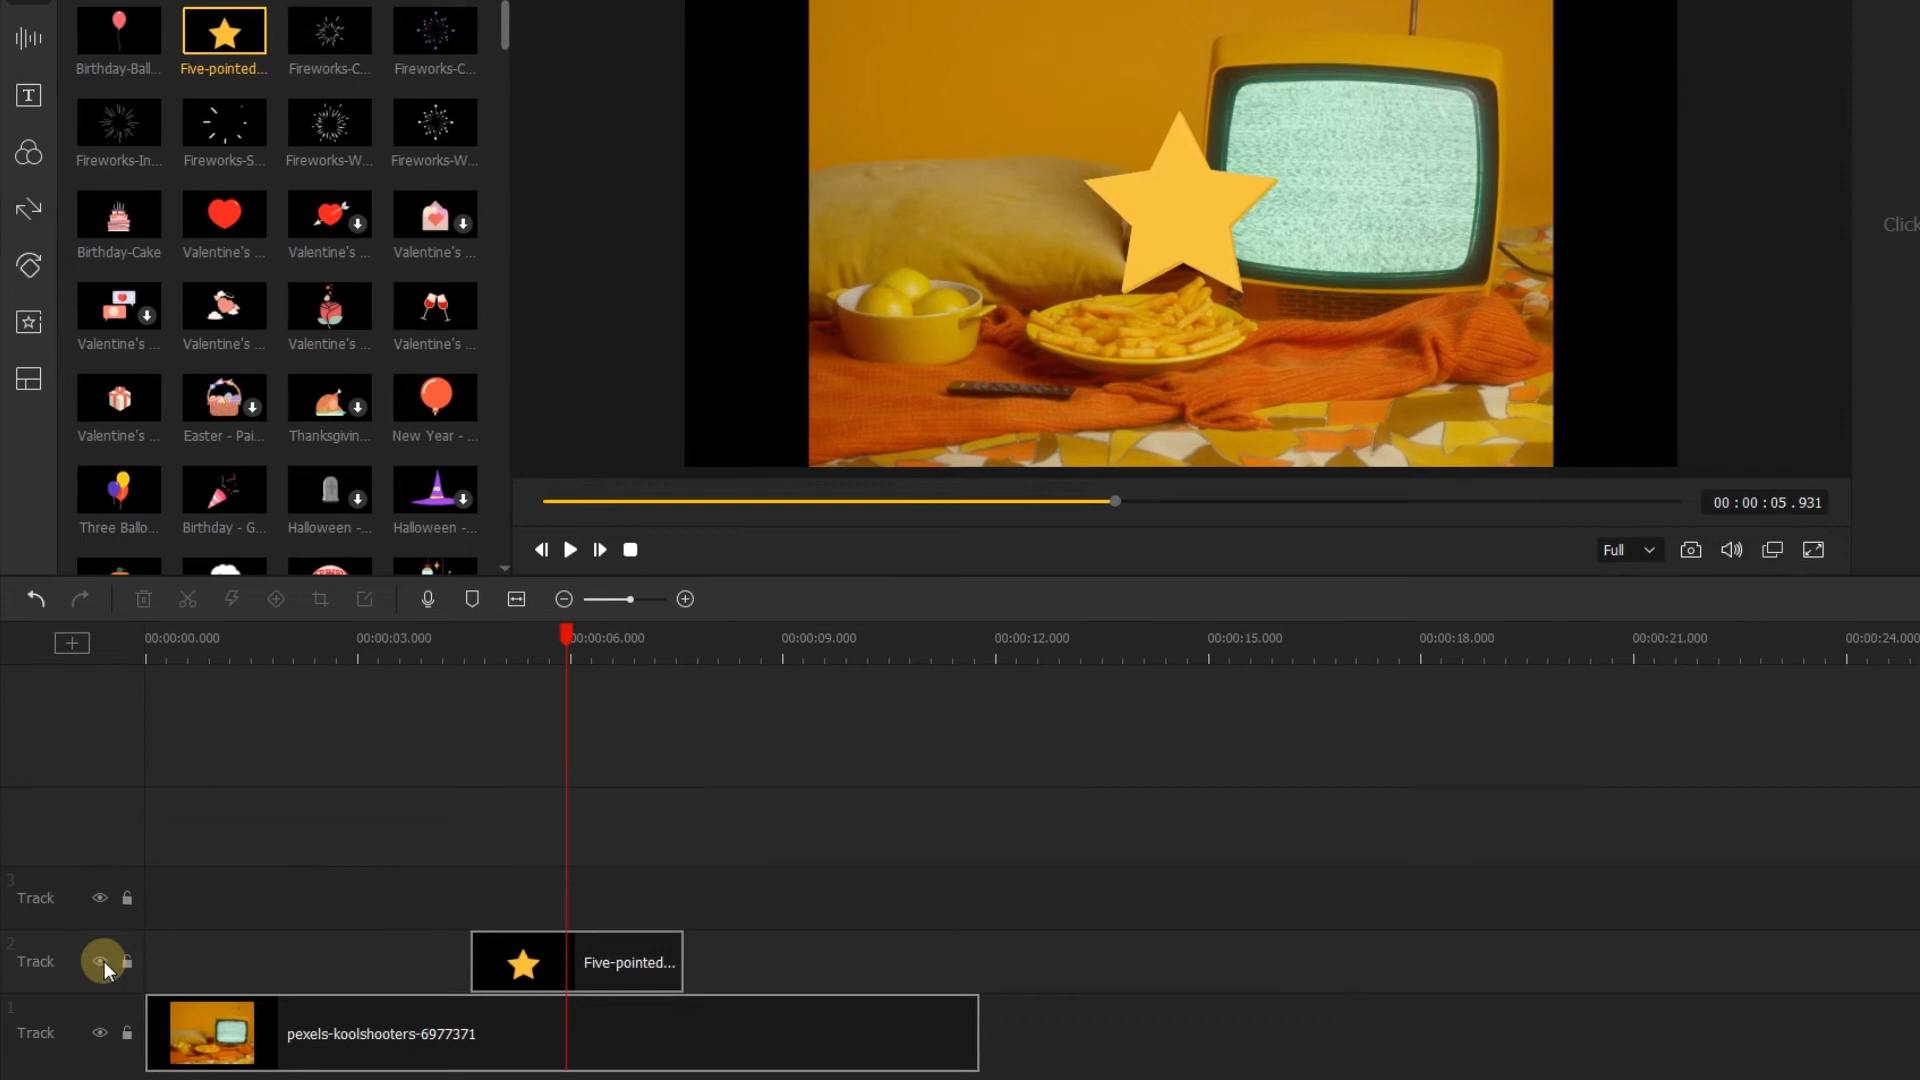 Birthday-Ball...
Five-pointed...
Fireworks-C...
Fireworks-C...
Fireworks-In...
Fireworks-S...
Fireworks-W...
Fireworks-W...
Birthday-Cake
Valentine's ...
Valentine's ...
Valentine's ...
Valentine's ...
Valentine's ...
Valentine's ...
Valentine's ...
Valentine's ...
Easter - Pai...
Thanksgivin...
New Year - ...
Three Ballo...
Birthday - G...
Halloween -...
Halloween -...
T
Click
00:00:05.931
Full
00:00:00.000
00:00:03.000
00:00:06.000
00:00:09.000
00:00:12.000
00:00:15.000
00:00:18.000
00:00:21.000
00:00:24.000
3
Track
2
Track
Five-pointed...
1
Track
pexels-koolshooters-6977371